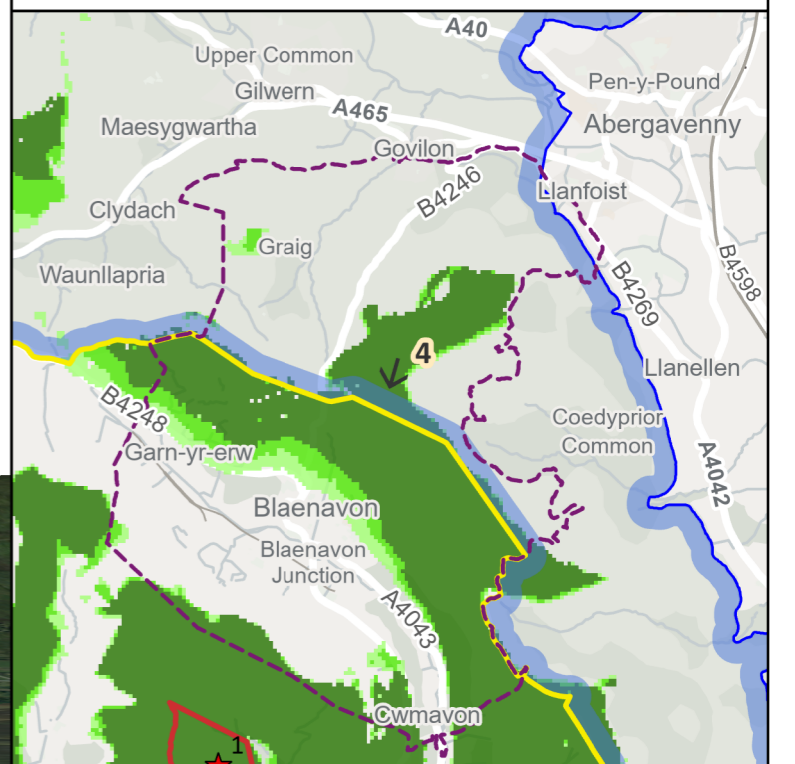 A40
Upper Common
Pen-y-Pound
Gilwern
A465
Maesygwartha
Abergavenny
Govilon
B4246
Llanfoist
Clydach
Graig
B4598
Waunllapria
B4269
4
Llanellen
B4248
Coedyprior
Common
Garn-yr-erw
A4042
Blaenavon
Blaenavon
Junction
A4043
Cwmavon
1